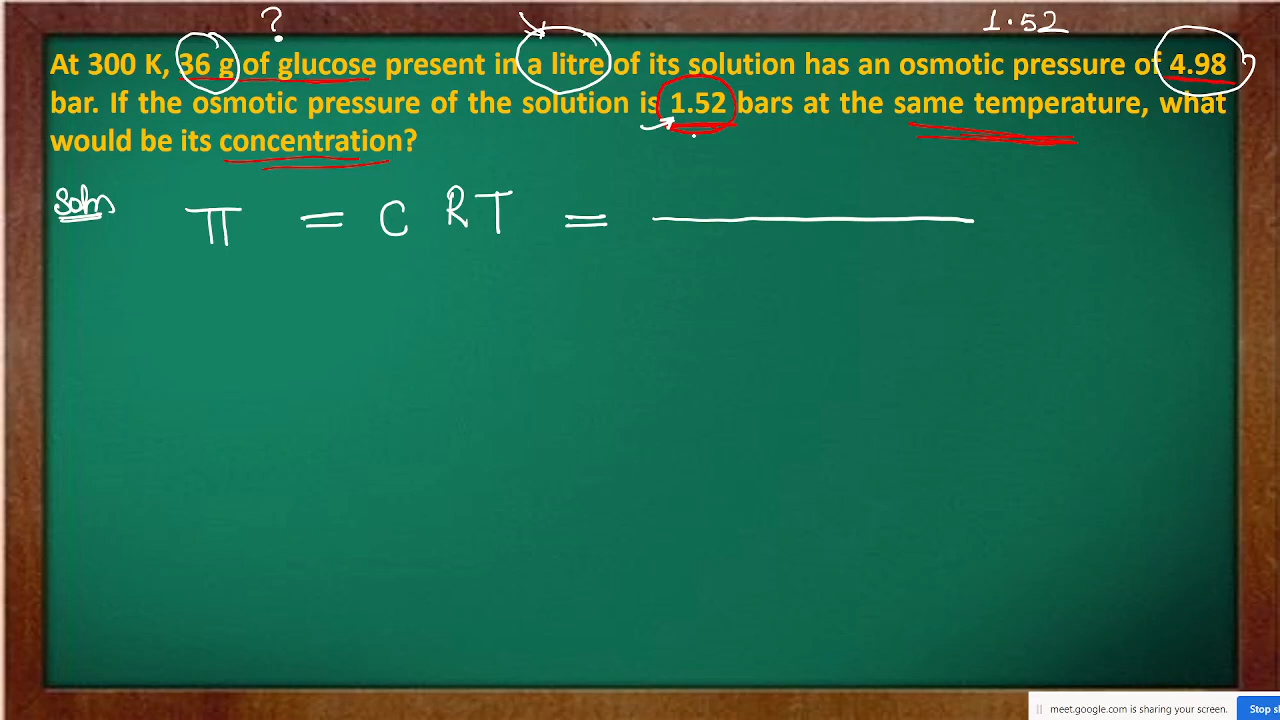 ? 1.52
At 300 K, 36 g of glucose present in a litre of its solution has an osmotic pressure of 4.98
bar. If the osmotic pressure of the solution is 1.52 bars at the same temperature, what
would be its concentration?
Soln π = C R T =
meet.google.com is sharing your screen. Stop s